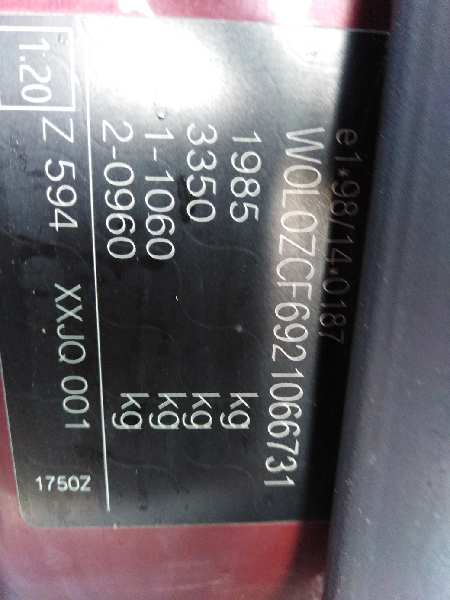 e1*98/14*0187
W0L0ZCF6921066731
1985 kg
3350 kg
1-1060 kg
2-0960 kg
1.20 Z 594 XXJQ 001
1750Z